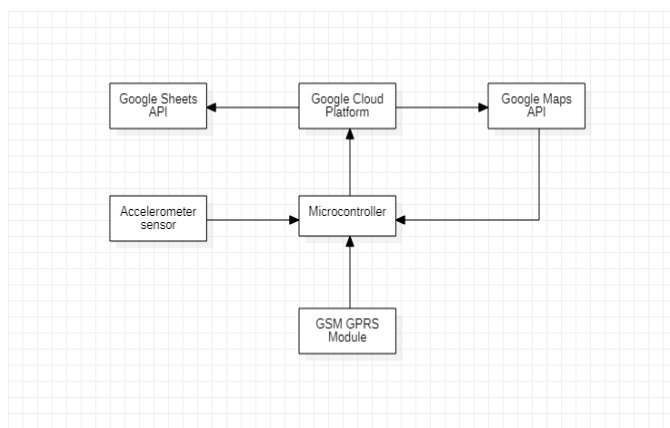 Google Sheets
API
Google Cloud
Platform
Google Maps
API
Accelerometer
sensor
Microcontroller
GSM GPRS
Module